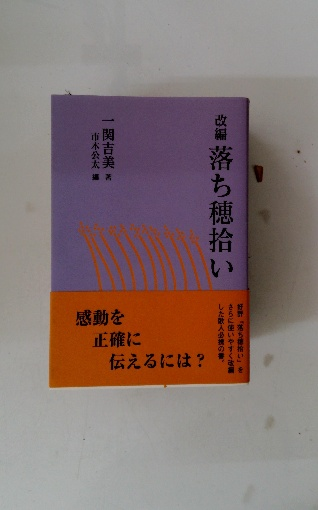 改編 落ち穂拾い
一関吉美 著
市木公太 編
感動を
正確に
伝えるには？
好評「落ち穂拾い」を
さらに使いやすく改編
した歌人必携の書。